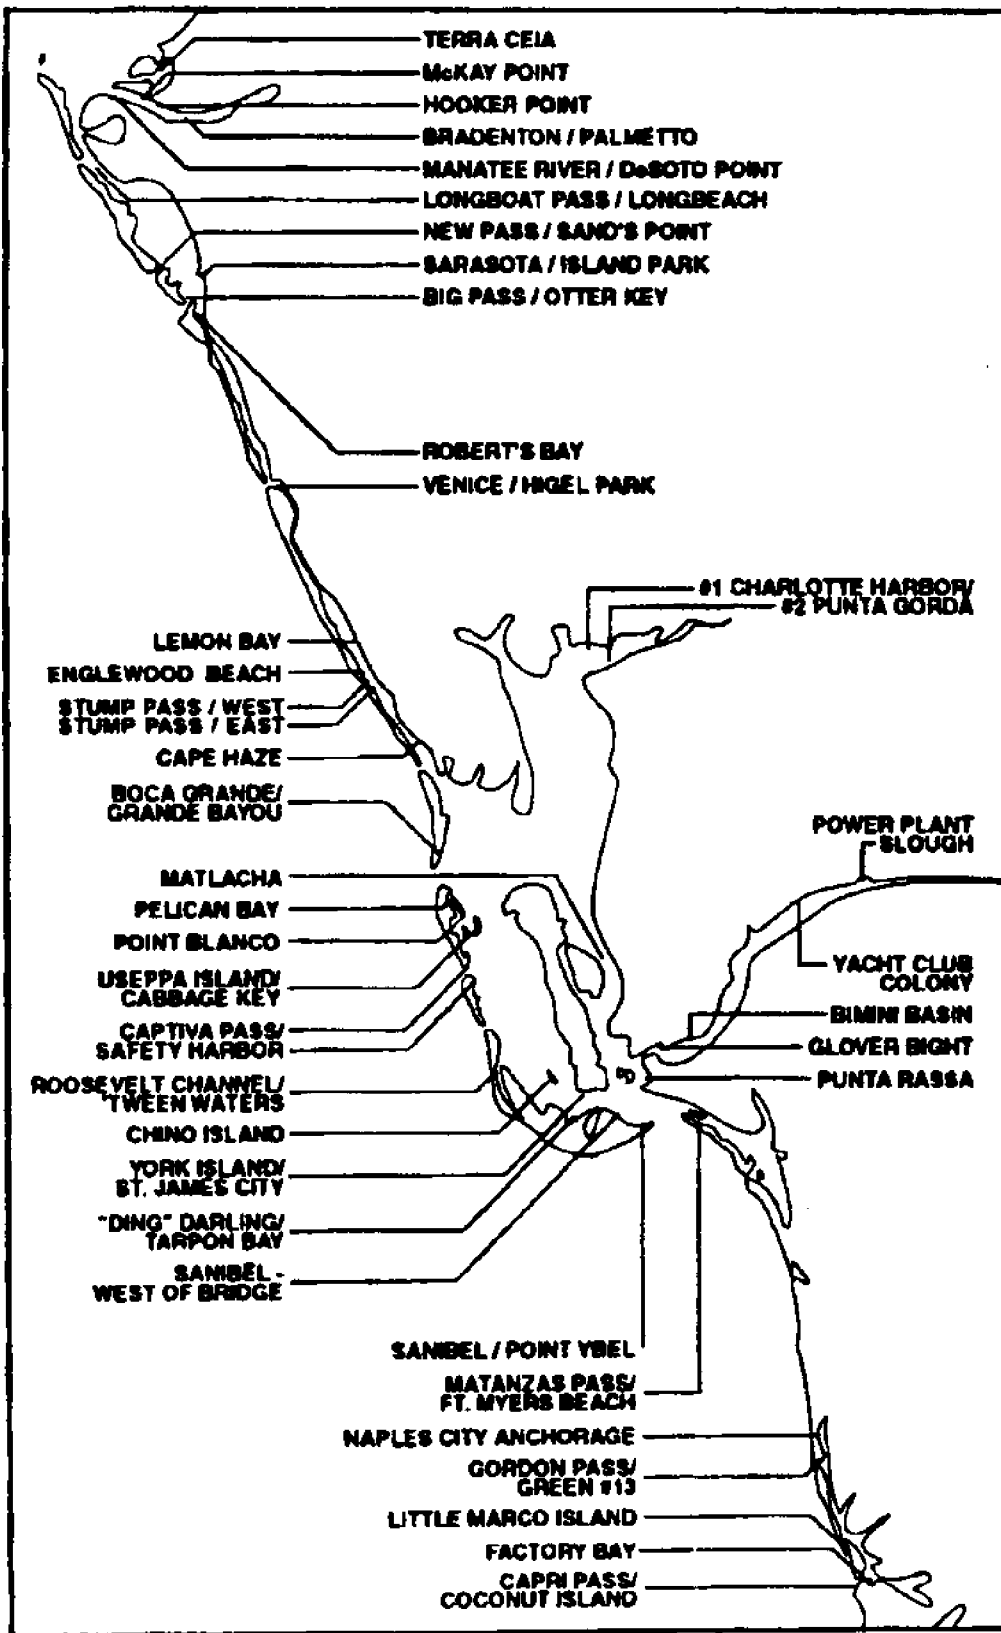 TERRA CEIA
McKAY POINT
HOOKER POINT
BRADENTON / PALMETTO
MANATEE RIVER / DeSOTO POINT
LONGBOAT PASS / LONGBEACH
NEW PASS / SAND'S POINT
SARASOTA / ISLAND PARK
BIG PASS / OTTER KEY
ROBERT'S BAY
VENICE / HIGEL PARK
#1 CHARLOTTE HARBOR/
#2 PUNTA GORDA
LEMON BAY
ENGLEWOOD BEACH
STUMP PASS / WEST
STUMP PASS / EAST
CAPE HAZE
BOCA GRANDE/
GRANDE BAYOU
POWER PLANT
SLOUGH
MATLACHA
PELICAN BAY
POINT BLANCO
USEPPA ISLAND/
CABBAGE KEY
YACHT CLUB
COLONY
CAPTIVA PASS/
SAFETY HARBOR
BIMINI BASIN
GLOVER BIGHT
PUNTA RASSA
ROOSEVELT CHANNEL/
'TWEEN WATERS
CHINO ISLAND
YORK ISLAND/
ST. JAMES CITY
"DING" DARLING/
TARPON BAY
SANIBEL -
WEST OF BRIDGE
SANIBEL / POINT YBEL
MATANZAS PASS/
FT. MYERS BEACH
NAPLES CITY ANCHORAGE
GORDON PASS/
GREEN #13
LITTLE MARCO ISLAND
FACTORY BAY
CAPRI PASS/
COCONUT ISLAND